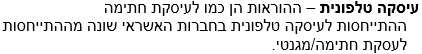 עיסקה טלפונית – ההוראות הן כמו לעיסקת חתימה
ההתייחסות לעיסקה טלפונית בחברות האשראי שונה מההתייחסות
לעסקת חתימה/מגנטי.